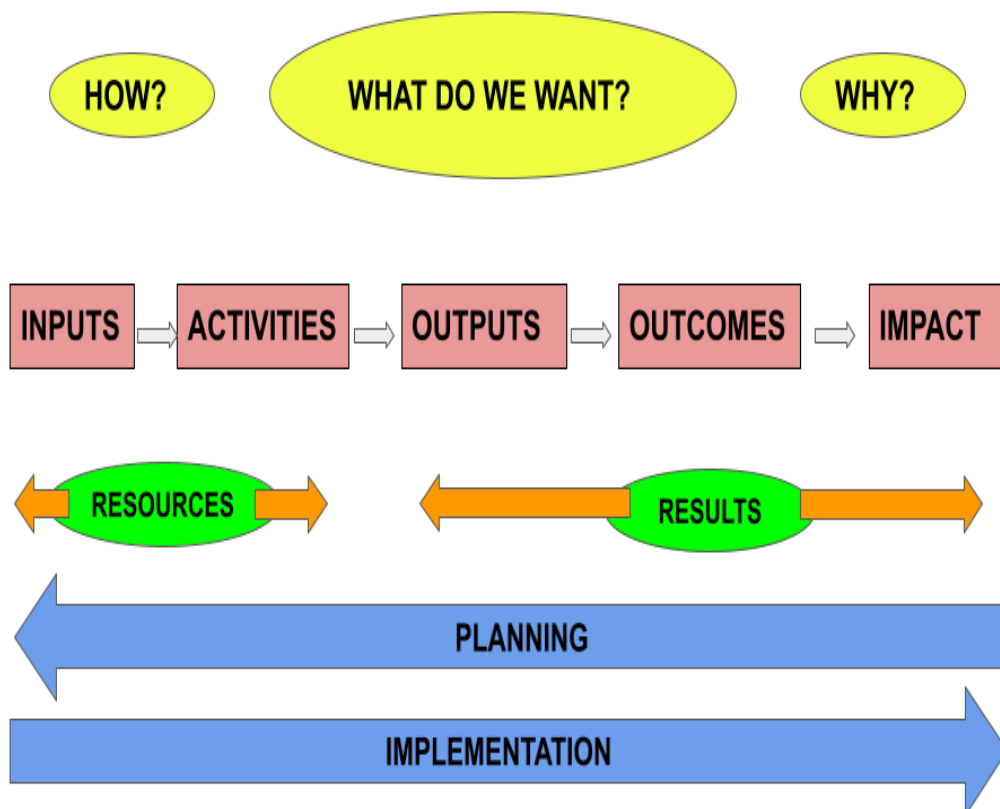 HOW?
WHAT DO WE WANT?
WHY?
INPUTS
ACTIVITIES
OUTPUTS
OUTCOMES
IMPACT
RESOURCES
RESULTS
PLANNING
IMPLEMENTATION